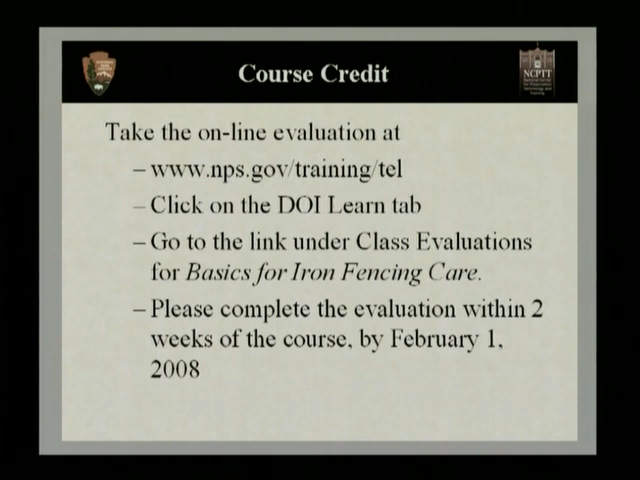 Course Credit
NCPTT
Take the on-line evaluation at
– www.nps.gov/training/tel
– Click on the DOI Learn tab
– Go to the link under Class Evaluations
for Basics for Iron Fencing Care.
– Please complete the evaluation within 2
weeks of the course, by February 1,
2008